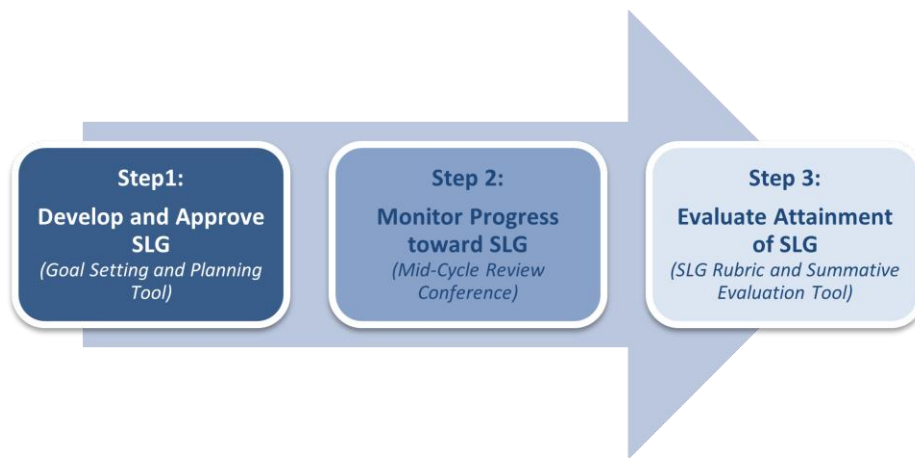 Step1:
Develop and Approve
SLG
(Goal Setting and Planning
Tool)
Step 2:
Monitor Progress
toward SLG
(Mid-Cycle Review
Conference)
Step 3:
Evaluate Attainment
of SLG
(SLG Rubric and Summative
Evaluation Tool)